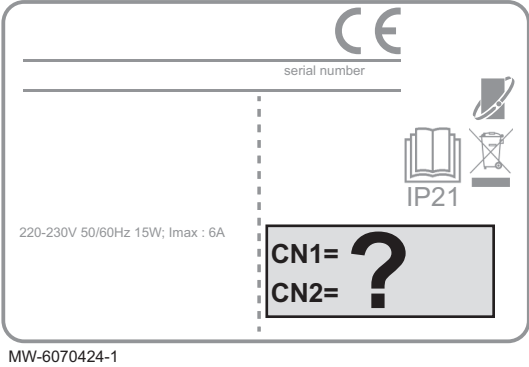 CE
serial number
IP21
220-230V 50/60Hz 15W; Imax : 6A
CN1= ?
CN2=
MW-6070424-1